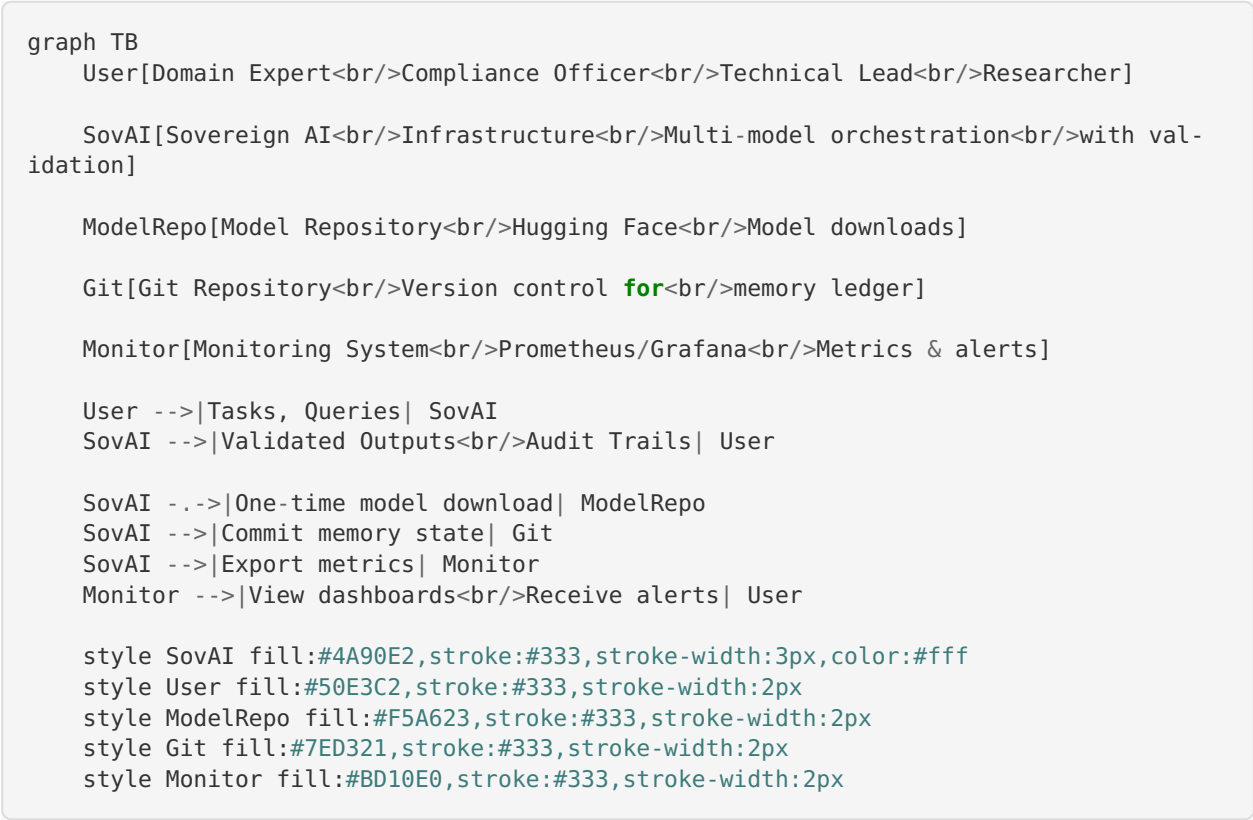 graph TB
    User[Domain Expert<br/>Compliance Officer<br/>Technical Lead<br/>Researcher]

    SovAI[Sovereign AI<br/>Infrastructure<br/>Multi-model orchestration<br/>with val-
idation]

    ModelRepo[Model Repository<br/>Hugging Face<br/>Model downloads]

    Git[Git Repository<br/>Version control for<br/>memory ledger]

    Monitor[Monitoring System<br/>Prometheus/Grafana<br/>Metrics & alerts]

    User -->|Tasks, Queries| SovAI
    SovAI -->|Validated Outputs<br/>Audit Trails| User

    SovAI -.->|One-time model download| ModelRepo
    SovAI -->|Commit memory state| Git
    SovAI -->|Export metrics| Monitor
    Monitor -->|View dashboards<br/>Receive alerts| User

    style SovAI fill:#4A90E2,stroke:#333,stroke-width:3px,color:#fff
    style User fill:#50E3C2,stroke:#333,stroke-width:2px
    style ModelRepo fill:#F5A623,stroke:#333,stroke-width:2px
    style Git fill:#7ED321,stroke:#333,stroke-width:2px
    style Monitor fill:#BD10E0,stroke:#333,stroke-width:2px